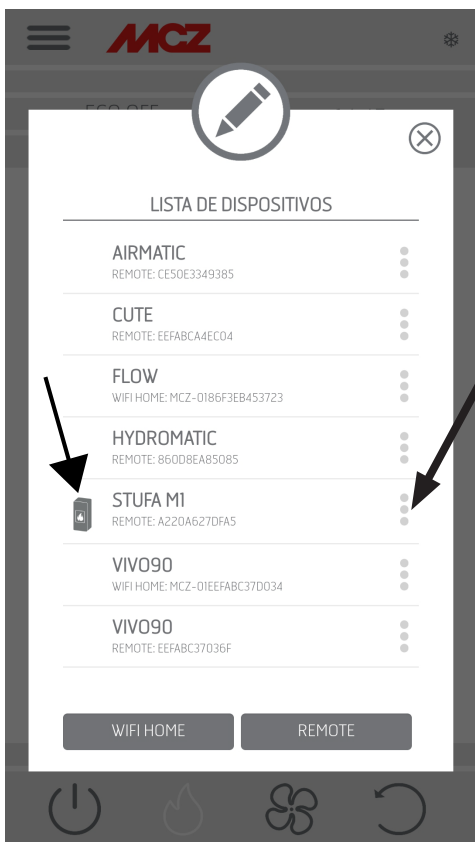 MCZ
LISTA DE DISPOSITIVOS
AIRMATIC
REMOTE: CE50E3349385
CUTE
REMOTE: EEFABCA4EC04
FLOW
WIFI HOME: MCZ-0186F3EB453723
HYDROMATIC
REMOTE: 860D8EA85085
STUFA M1
REMOTE: A220A627DFA5
VIVO90
WIFI HOME: MCZ-01EEFABC37D034
VIVO90
REMOTE: EEFABC37036F
WIFI HOME REMOTE